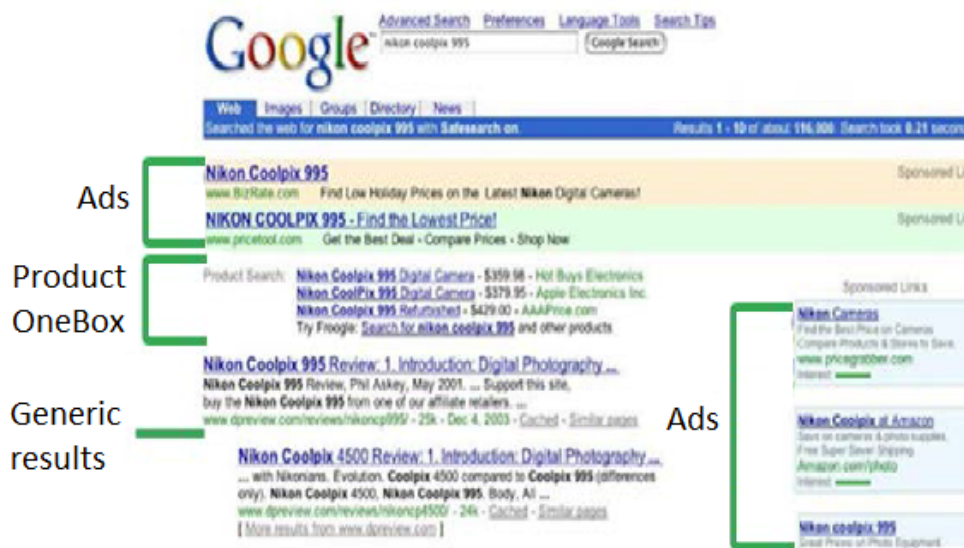 Google™
Advanced Search Preferences Language Tools Search Tips
nikon coolpix 995 Google Search
Web Images Groups Directory News
Searched the web for nikon coolpix 995 with Safesearch on. Results 1 - 10 of about 116,000. Search took 0.21 secon
Ads
Nikon Coolpix 995 Sponsored Li
www.BizRate.com Find Low Holiday Prices on the Latest Nikon Digital Cameras!
NIKON COOLPIX 995 - Find the Lowest Price! Sponsored Li
www.pricetool.com Get the Best Deal - Compare Prices - Shop Now
Product
OneBox
Product Search: Nikon Coolpix 995 Digital Camera - $359.98 - Hot Buys Electronics
Nikon CoolPix 995 Digital Camera - $379.95 - Apple Electronics Inc.
Nikon Coolpix 995 Refurbished - $429.00 - AAAPrice.com
Try Froogle: Search for nikon coolpix 995 and other products
Generic
results
Nikon Coolpix 995 Review: 1. Introduction: Digital Photography ...
Nikon Coolpix 995 Review, Phil Askey, May 2001. ... Support this site,
buy the Nikon Coolpix 995 from one of our affiliate retailers. ...
www.dpreview.com/reviews/nikoncp995/ - 25k - Dec 4, 2003 - Cached - Similar pages
Nikon Coolpix 4500 Review: 1. Introduction: Digital Photography ...
... with Nikonians. Evolution. Coolpix 4500 compared to Coolpix 995 (differences
only). Nikon Coolpix 4500, Nikon Coolpix 995. Body, All ...
www.dpreview.com/reviews/nikoncp4500/ - 24k - Cached - Similar pages
[ More results from www.dpreview.com ]
Ads
Sponsored Links
Nikon Cameras
Find the Best Price on Cameras
Compare Products & Stores to Save.
www.pricegrabber.com
Interest:
Nikon Coolpix at Amazon
Save on cameras & photo supplies.
Free Super Saver Shipping.
Amazon.com/photo
Interest:
Nikon coolpix 995
Great Prices on Photo Equipment.